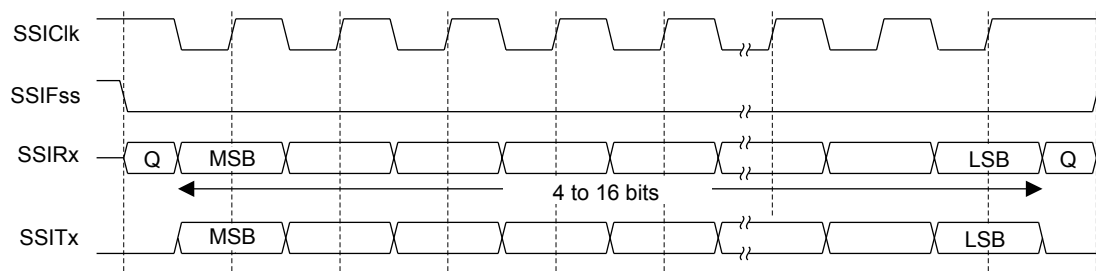 SSIClk
SSIFss
SSIRx Q MSB LSB Q
4 to 16 bits
SSITx MSB LSB